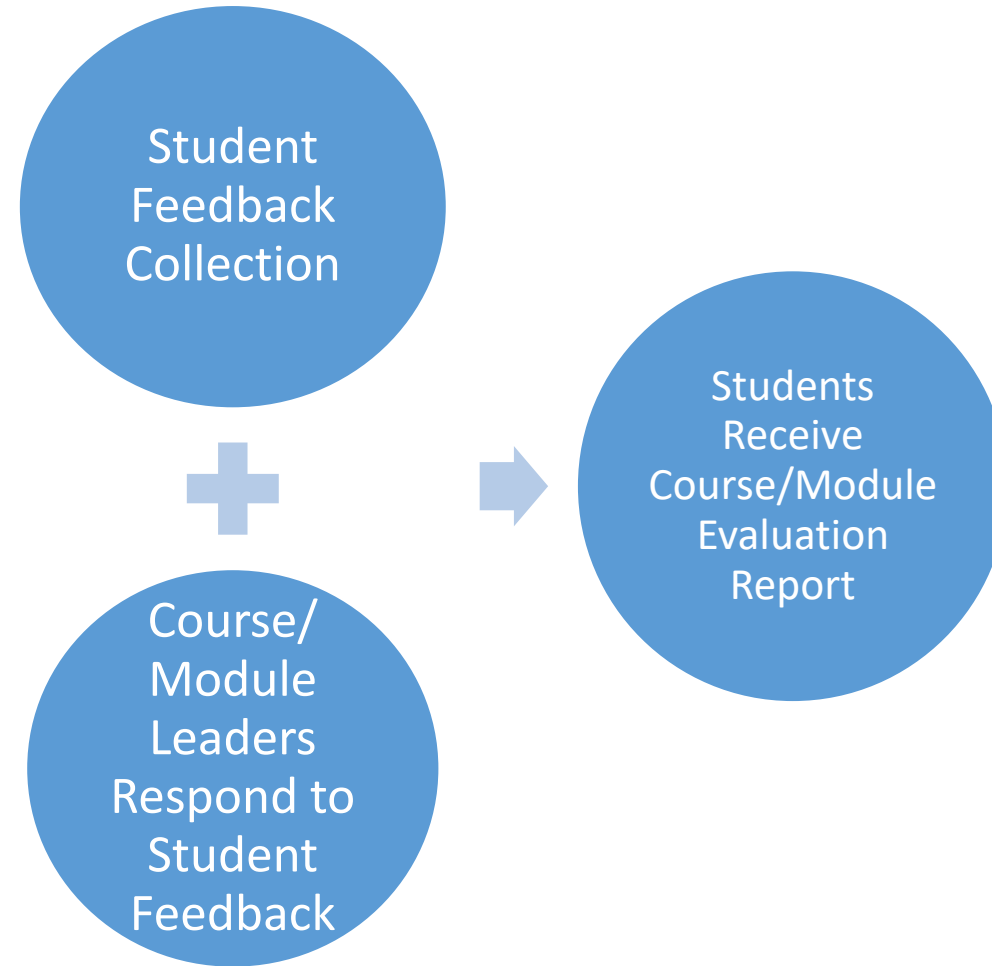 Student
Feedback
Collection
Course/
Module
Leaders
Respond to
Student
Feedback
Students
Receive
Course/Module
Evaluation
Report